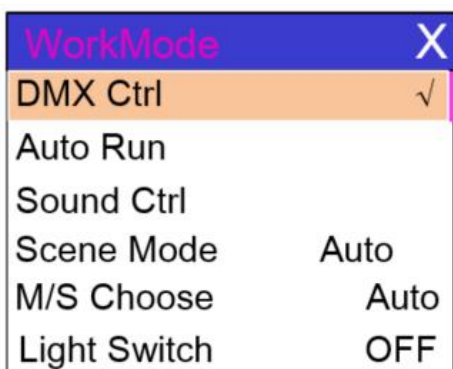 WorkMode X
DMX Ctrl √
Auto Run
Sound Ctrl
Scene Mode Auto
M/S Choose Auto
Light Switch OFF